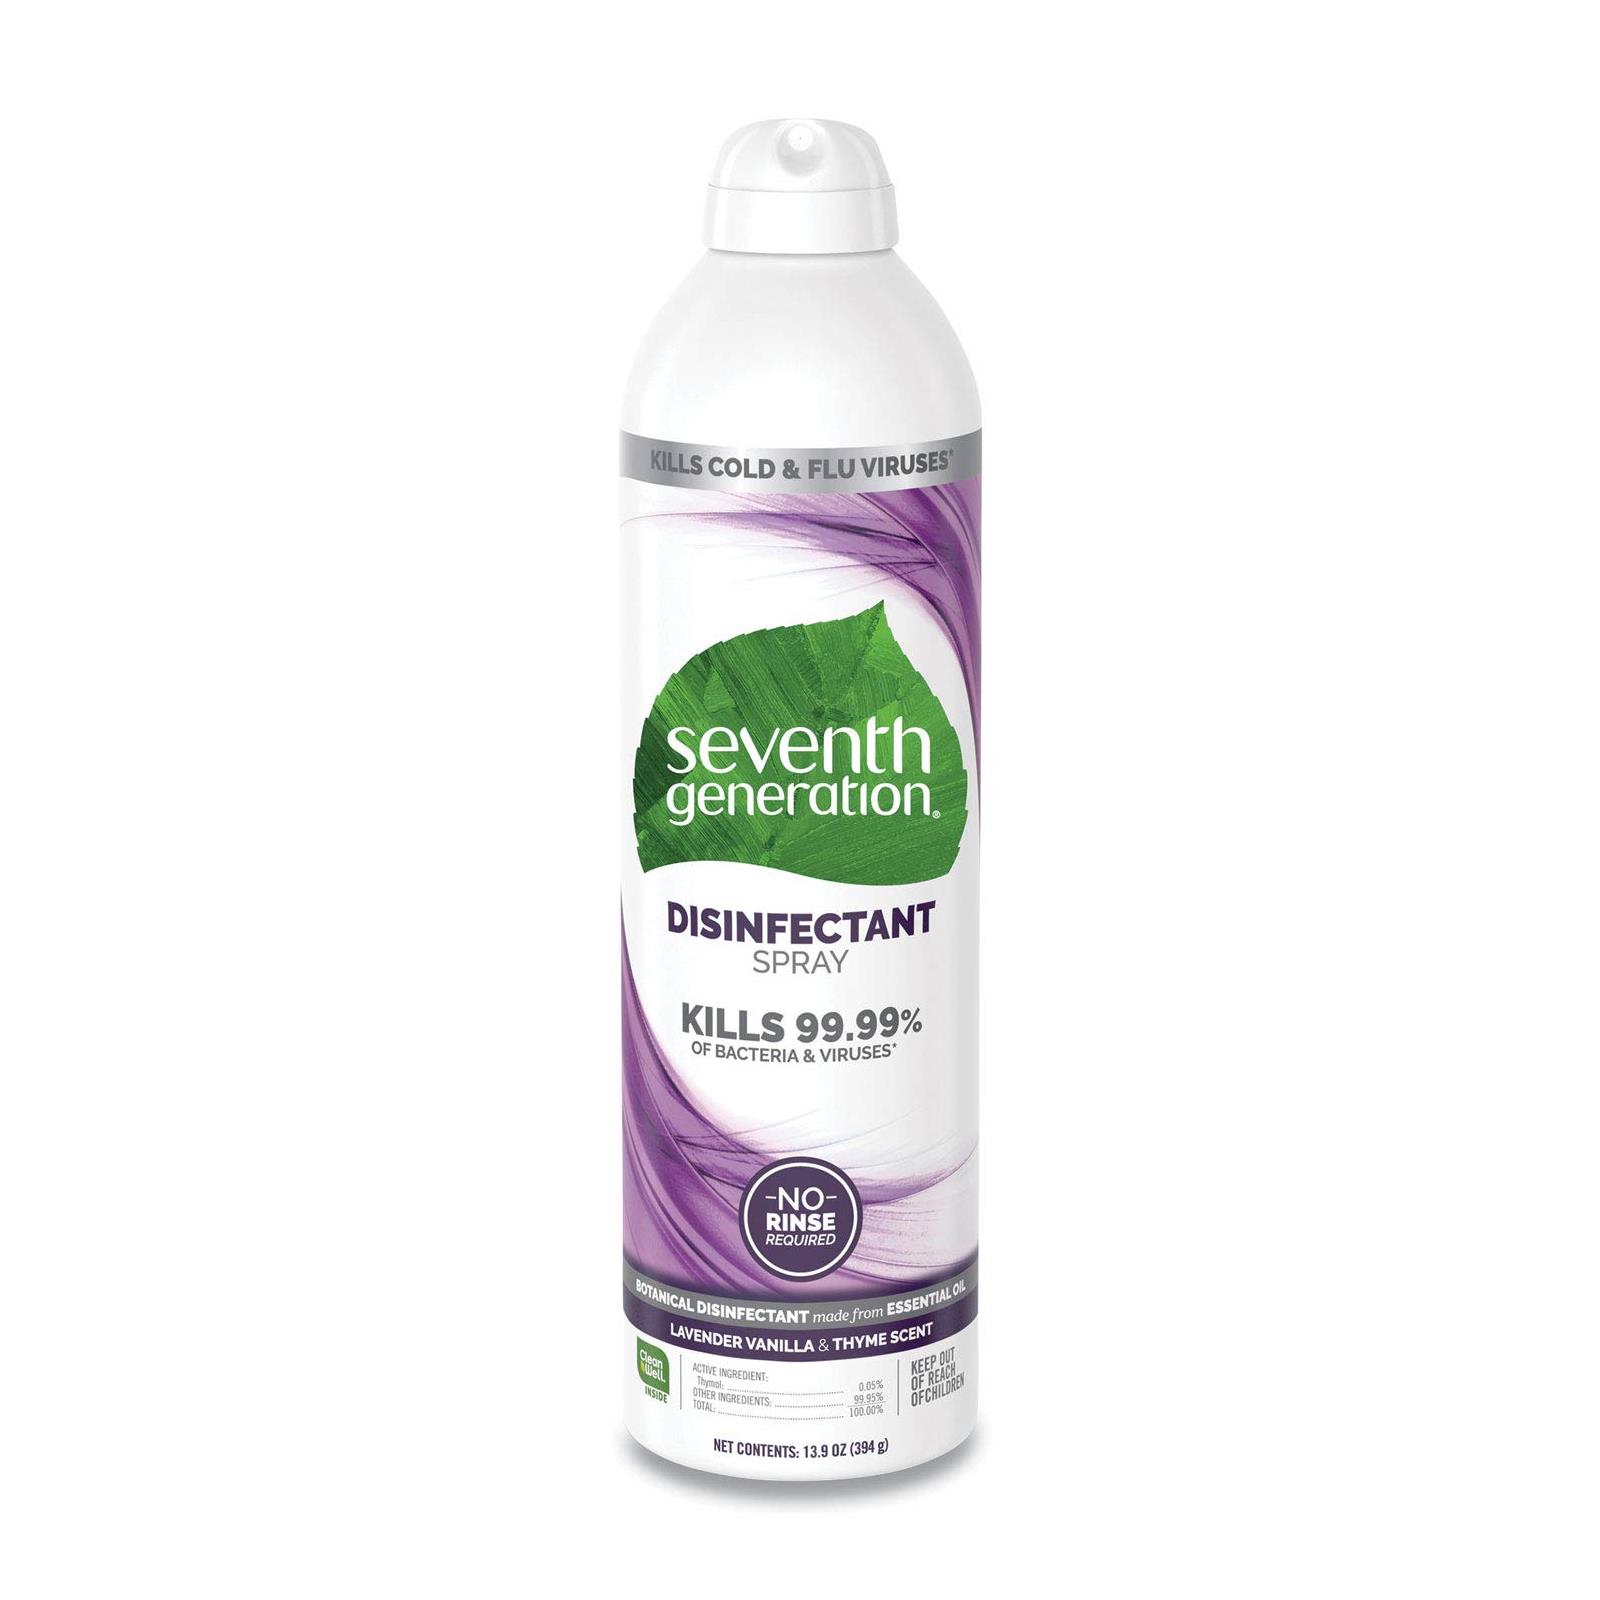 KILLS COLD & FLU VIRUSES*
seventh
generation®
DISINFECTANT
SPRAY
KILLS 99.99%
OF BACTERIA & VIRUSES*
-NO-
RINSE
REQUIRED
BOTANICAL DISINFECTANT made from ESSENTIAL OIL
LAVENDER VANILLA & THYME SCENT
Clean
Well.
INSIDE
ACTIVE INGREDIENT:
Thymol: 0.05%
OTHER INGREDIENTS: 99.95%
TOTAL: 100.00%
KEEP OUT
OF REACH
OF CHILDREN
NET CONTENTS: 13.9 OZ (394 g)